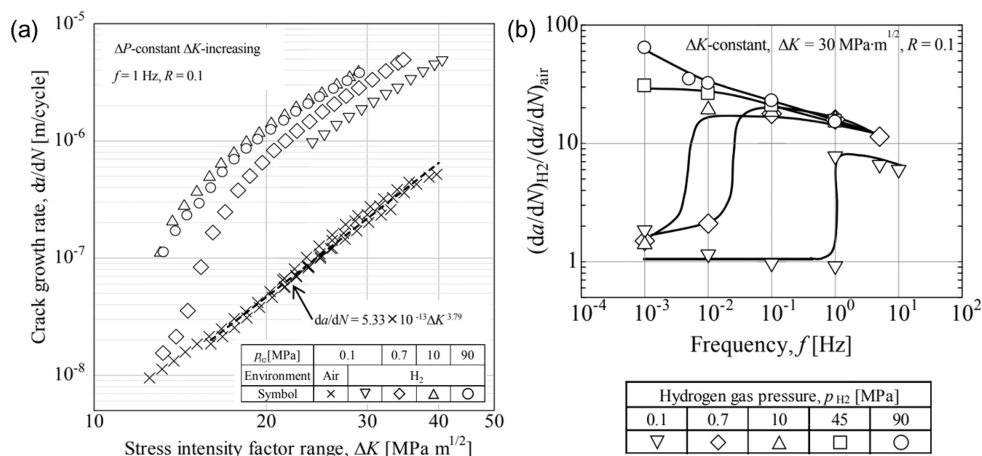 (a)
10⁻⁵
10⁻⁶
10⁻⁷
10⁻⁸
Crack growth rate, da/dN [m/cycle]
ΔP-constant ΔK-increasing
f = 1 Hz, R = 0.1
da/dN = 5.33×10⁻¹³ΔK³·⁷⁹
pH2[MPa] 0.1 0.7 10 90
Environment Air H₂
Symbol × ▽ ◇ △ ○
10 20 30 40 50
Stress intensity factor range, ΔK [MPa m^1/2]
(b)
ΔK-constant, ΔK = 30 MPa·m^1/2, R = 0.1
100
10
1
(da/dN)H2/(da/dN)air
10⁻⁴ 10⁻³ 10⁻² 10⁻¹ 10⁰ 10¹ 10²
Frequency, f [Hz]
Hydrogen gas pressure, p H2 [MPa]
0.1 0.7 10 45 90
▽ ◇ △ □ ○